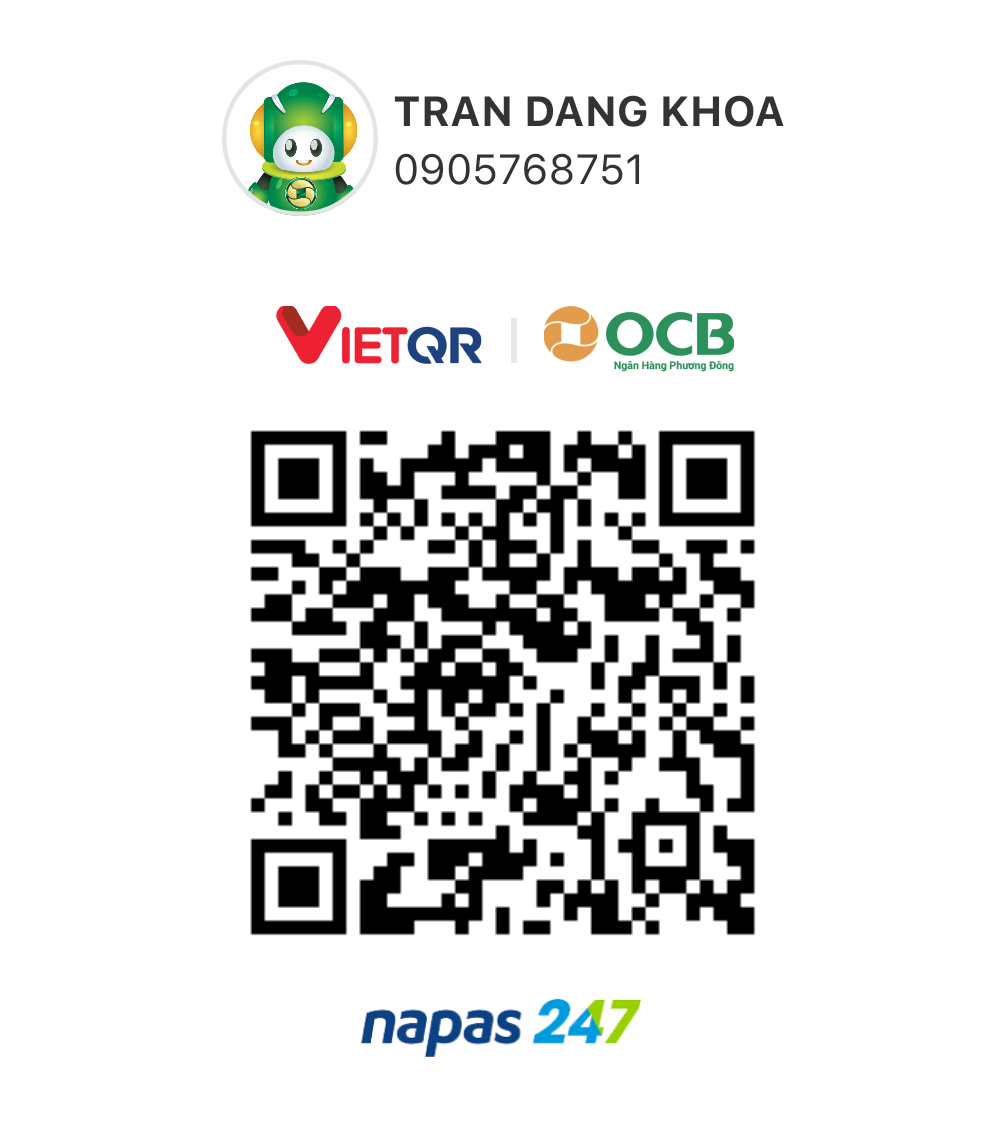 TRAN DANG KHOA
0905768751
VIETQR
OCB
Ngân Hàng Phương Đông
napas 247